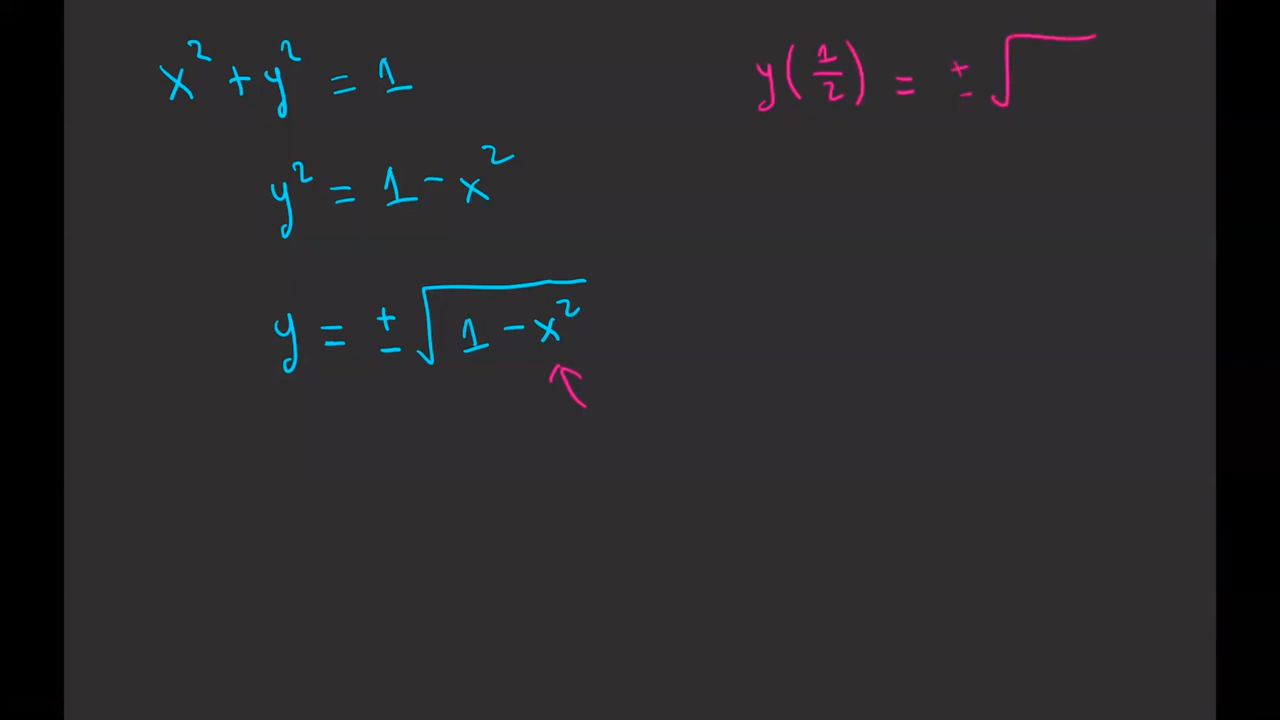 x² + y² = 1
y² = 1 - x²
y = ± √(1 - x²)
y(1/2) = ± √